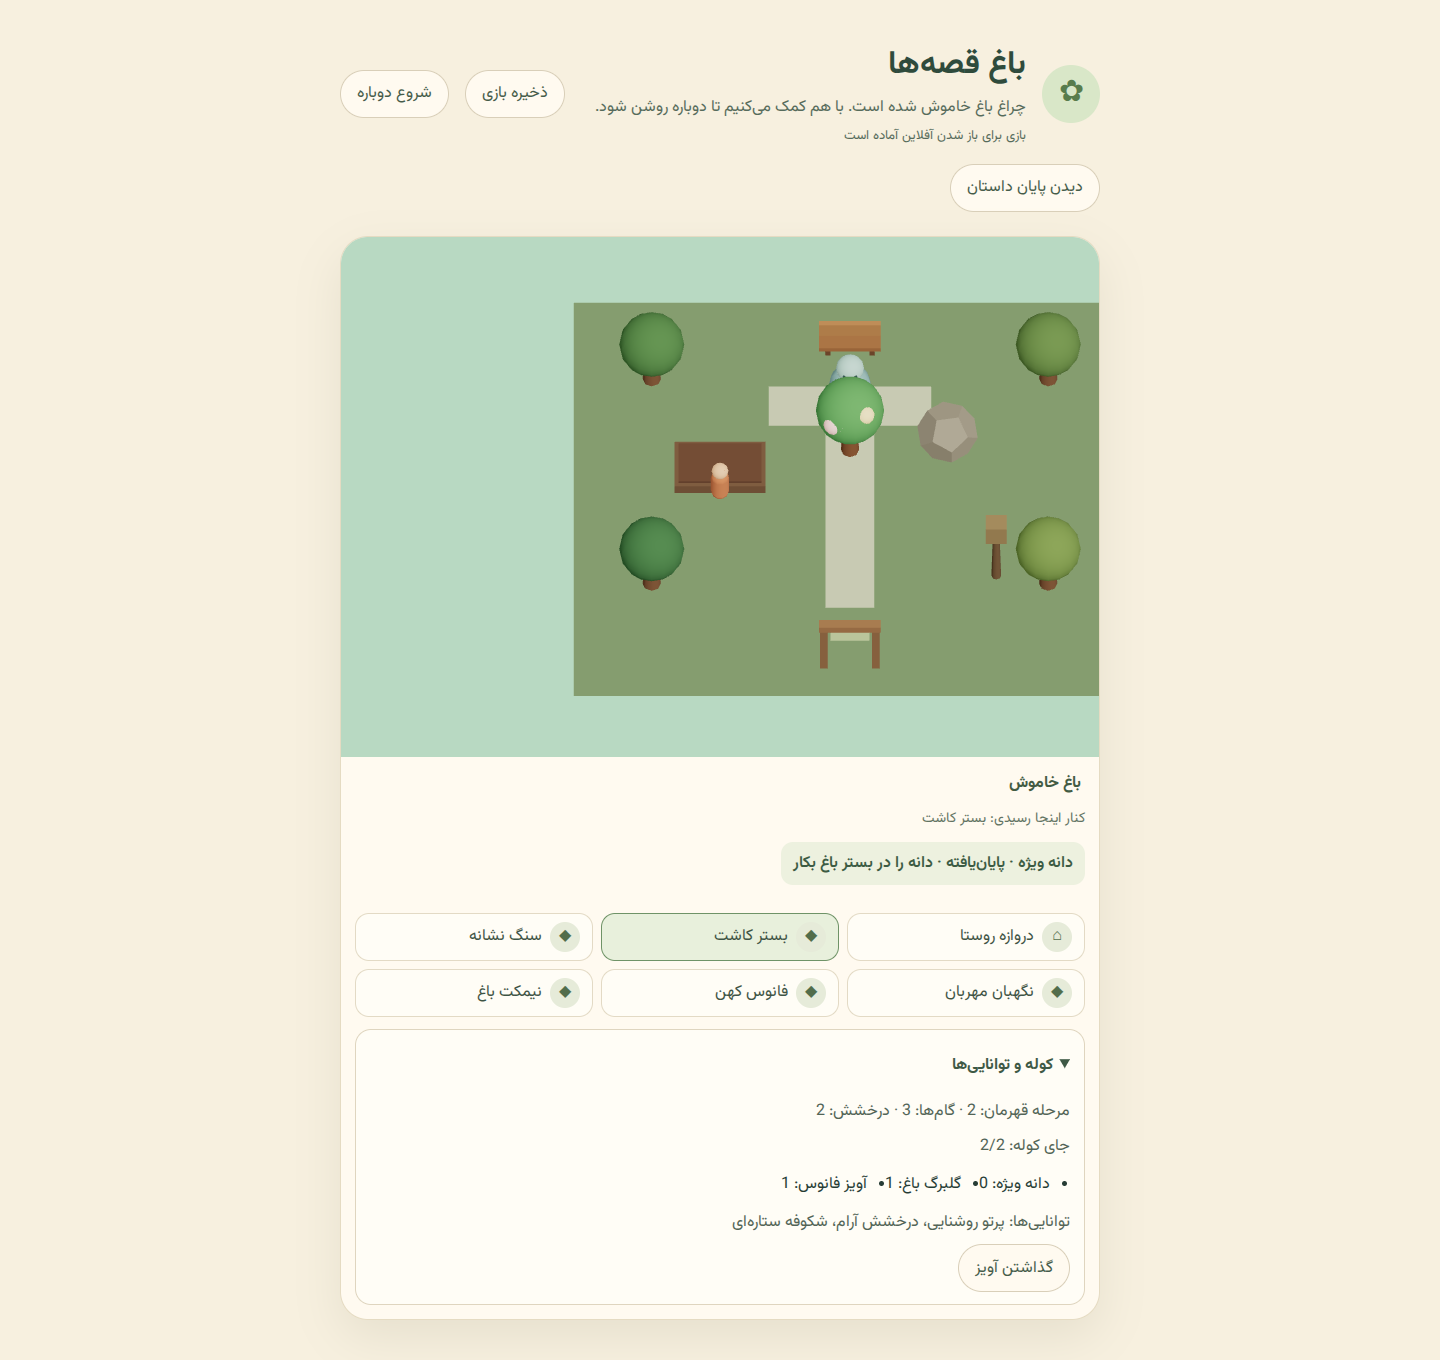 باغ قصه‌ها
چراغ باغ خاموش شده است. با هم کمک می‌کنیم تا دوباره روشن شود.
بازی برای باز شدن آفلاین آماده است
ذخیره بازی
شروع دوباره
دیدن پایان داستان
باغ خاموش
کنار اینجا رسیدی: بستر کاشت
دانه ویژه · پایان‌یافته · دانه را در بستر باغ بکار
دروازه روستا
بستر کاشت
سنگ نشانه
نگهبان مهربان
فانوس کهن
نیمکت باغ
کوله و توانایی‌ها
مرحله قهرمان: 2 · گام‌ها: 3 · درخشش: 2
جای کوله: 2/2
• دانه ویژه: 0 • گلبرگ باغ: 1 • آویز فانوس: 1
توانایی‌ها: پرتو روشنایی، درخشش آرام، شکوفه ستاره‌ای
گذاشتن آویز